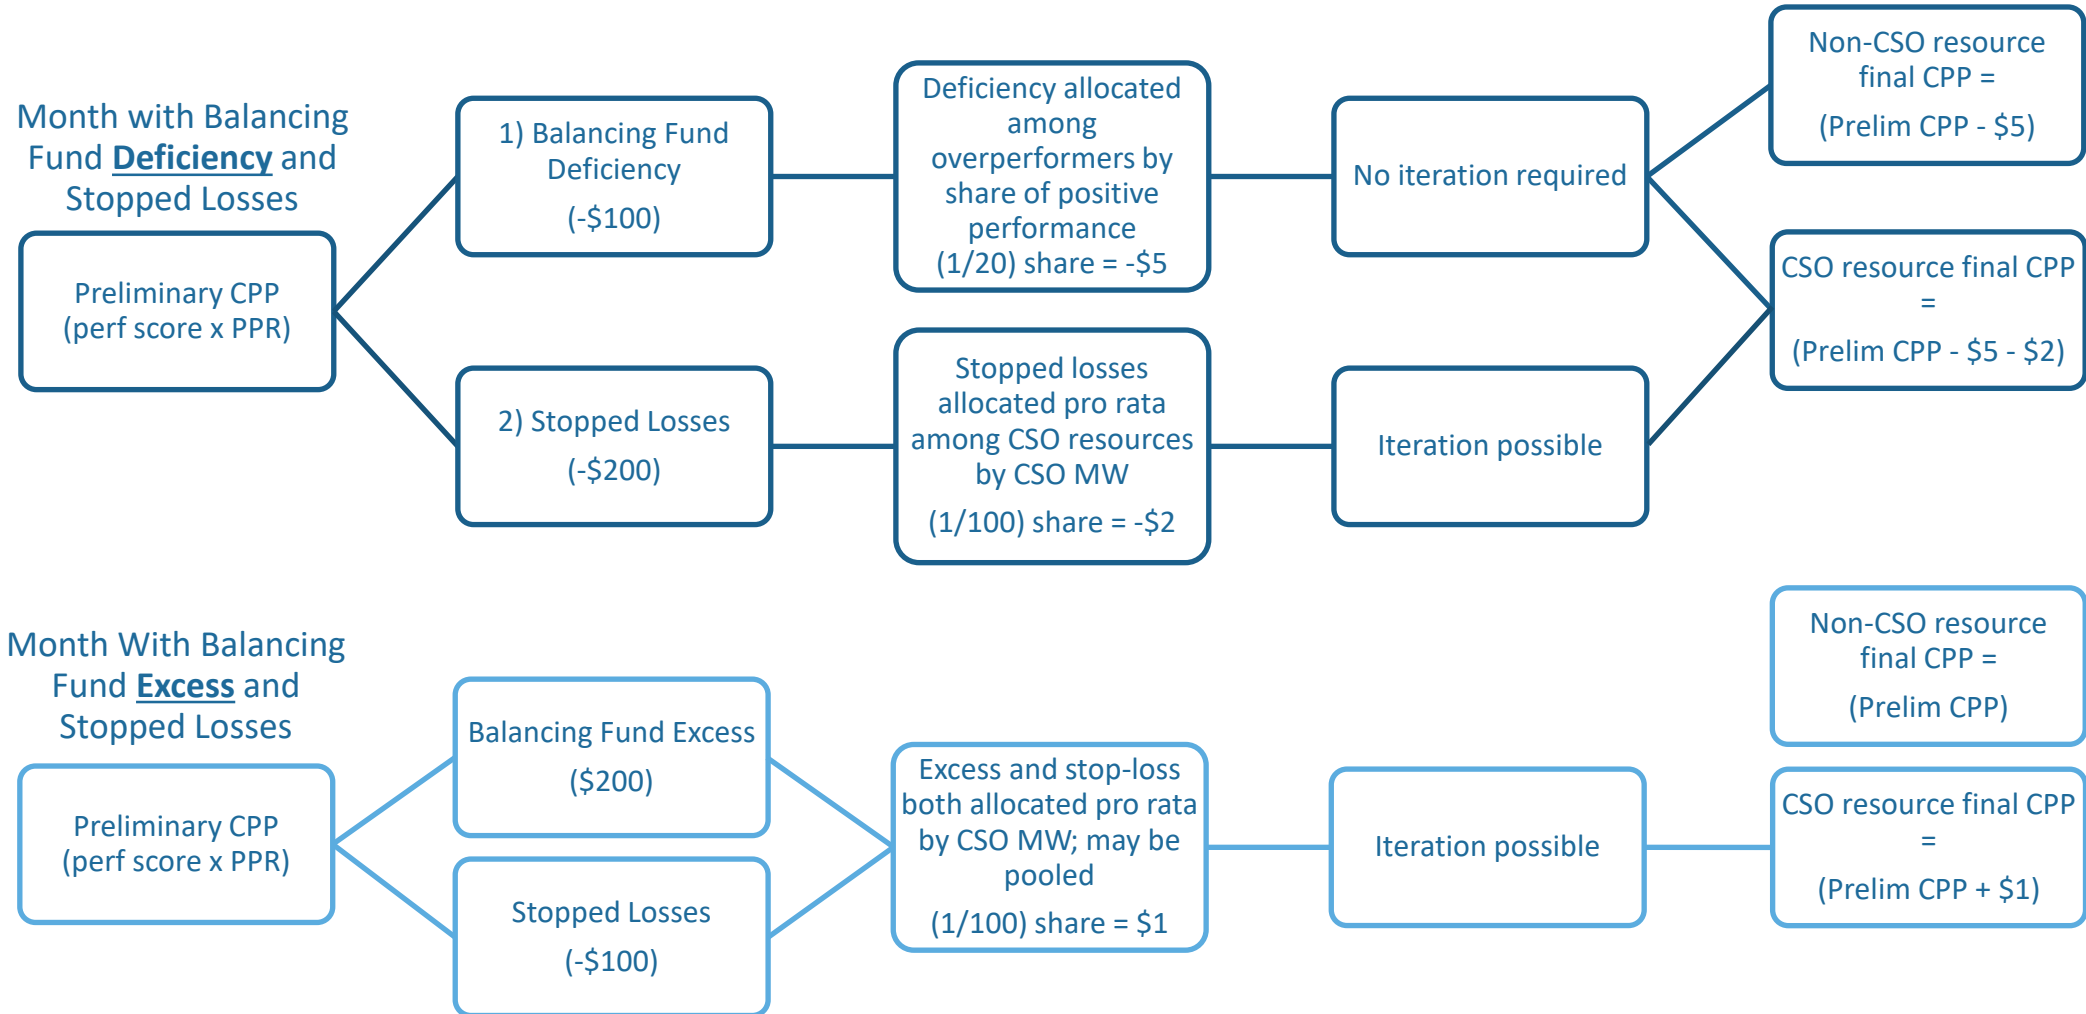 Month with Balancing
Fund Deficiency and
Stopped Losses
Preliminary CPP
(perf score x PPR)
1) Balancing Fund
Deficiency
(-$100)
2) Stopped Losses
(-$200)
Deficiency allocated
among
overperformers by
share of positive
performance
(1/20) share = -$5
Stopped losses
allocated pro rata
among CSO resources
by CSO MW
(1/100) share = -$2
No iteration required
Iteration possible
Non-CSO resource
final CPP =
(Prelim CPP - $5)
CSO resource final CPP
=
(Prelim CPP - $5 - $2)
Month With Balancing
Fund Excess and
Stopped Losses
Preliminary CPP
(perf score x PPR)
Balancing Fund Excess
($200)
Stopped Losses
(-$100)
Excess and stop-loss
both allocated pro rata
by CSO MW; may be
pooled
(1/100) share = $1
Iteration possible
Non-CSO resource
final CPP =
(Prelim CPP)
CSO resource final CPP
=
(Prelim CPP + $1)